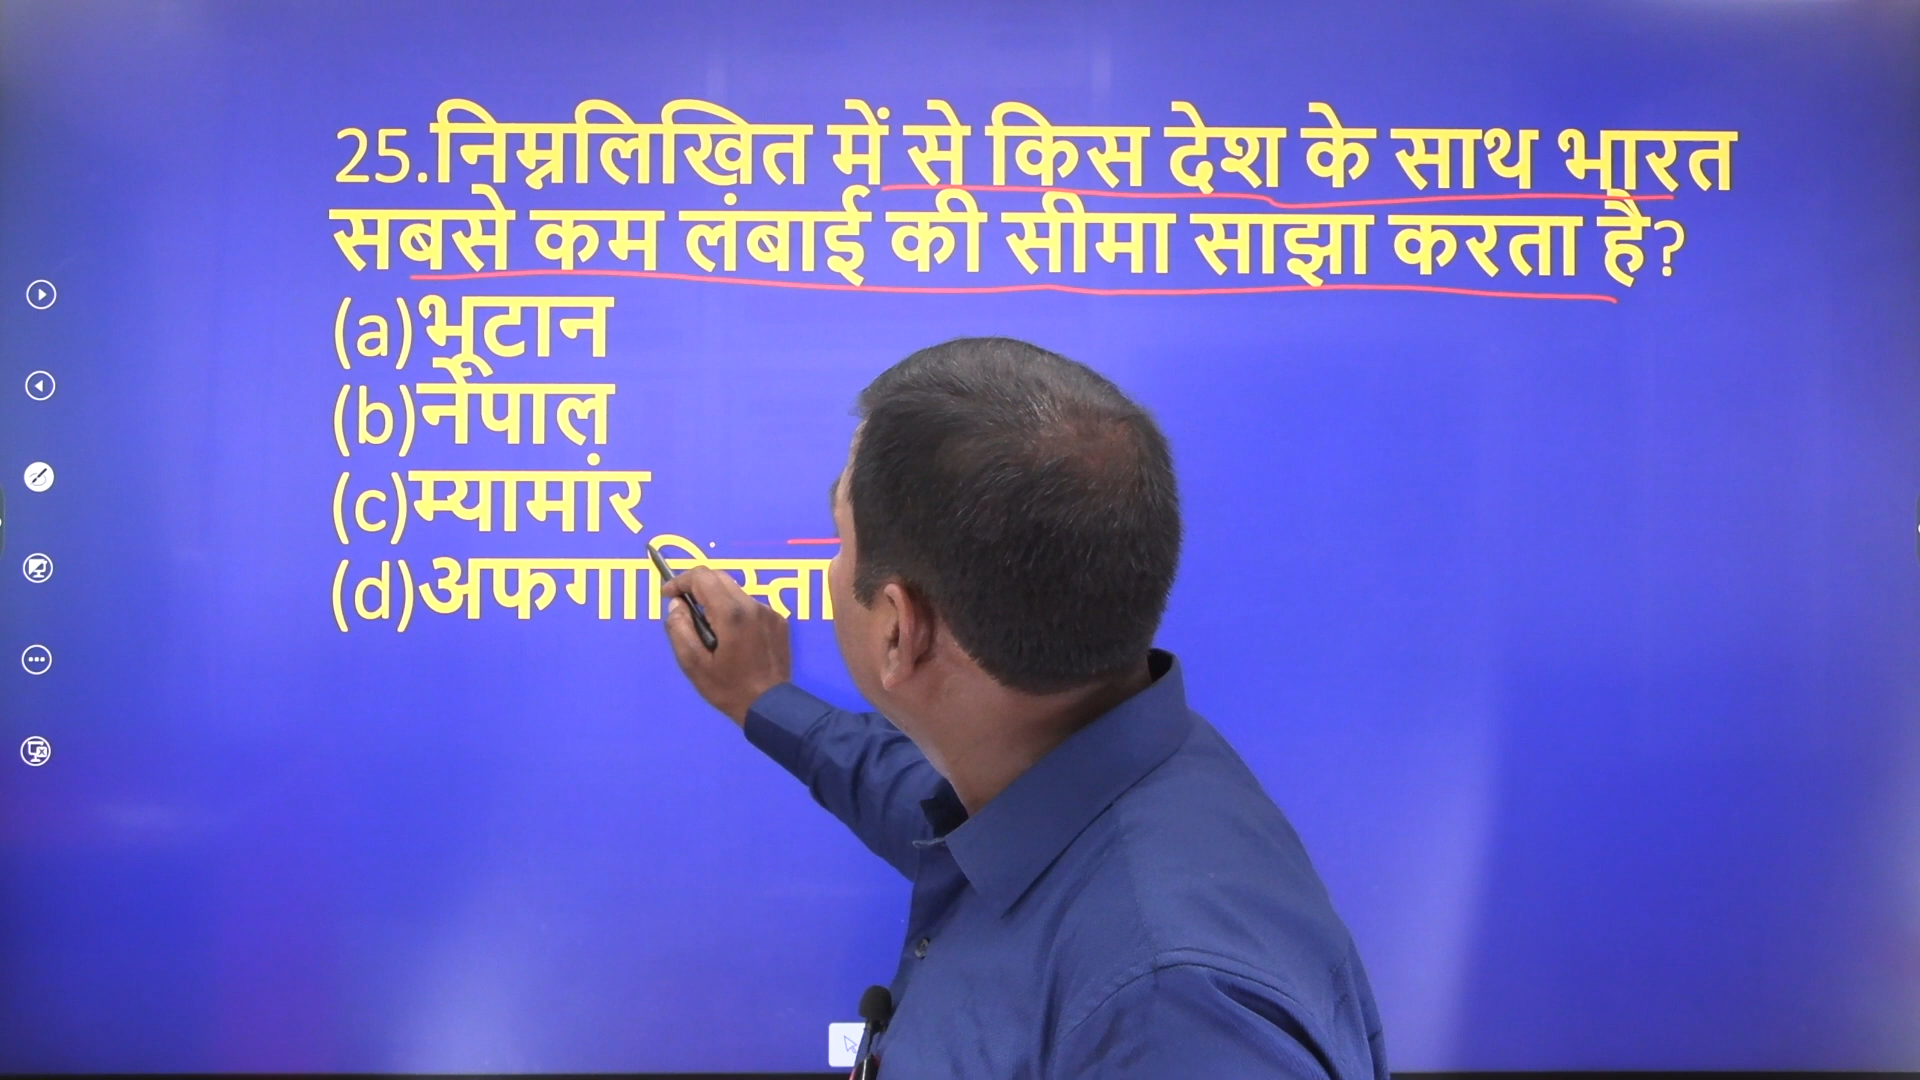 25.निम्नलिखित में से किस देश के साथ भारत
सबसे कम लंबाई की सीमा साझा करता है?
(a)भूटान
(b)नेपाल
(c)म्यामांर
(d)